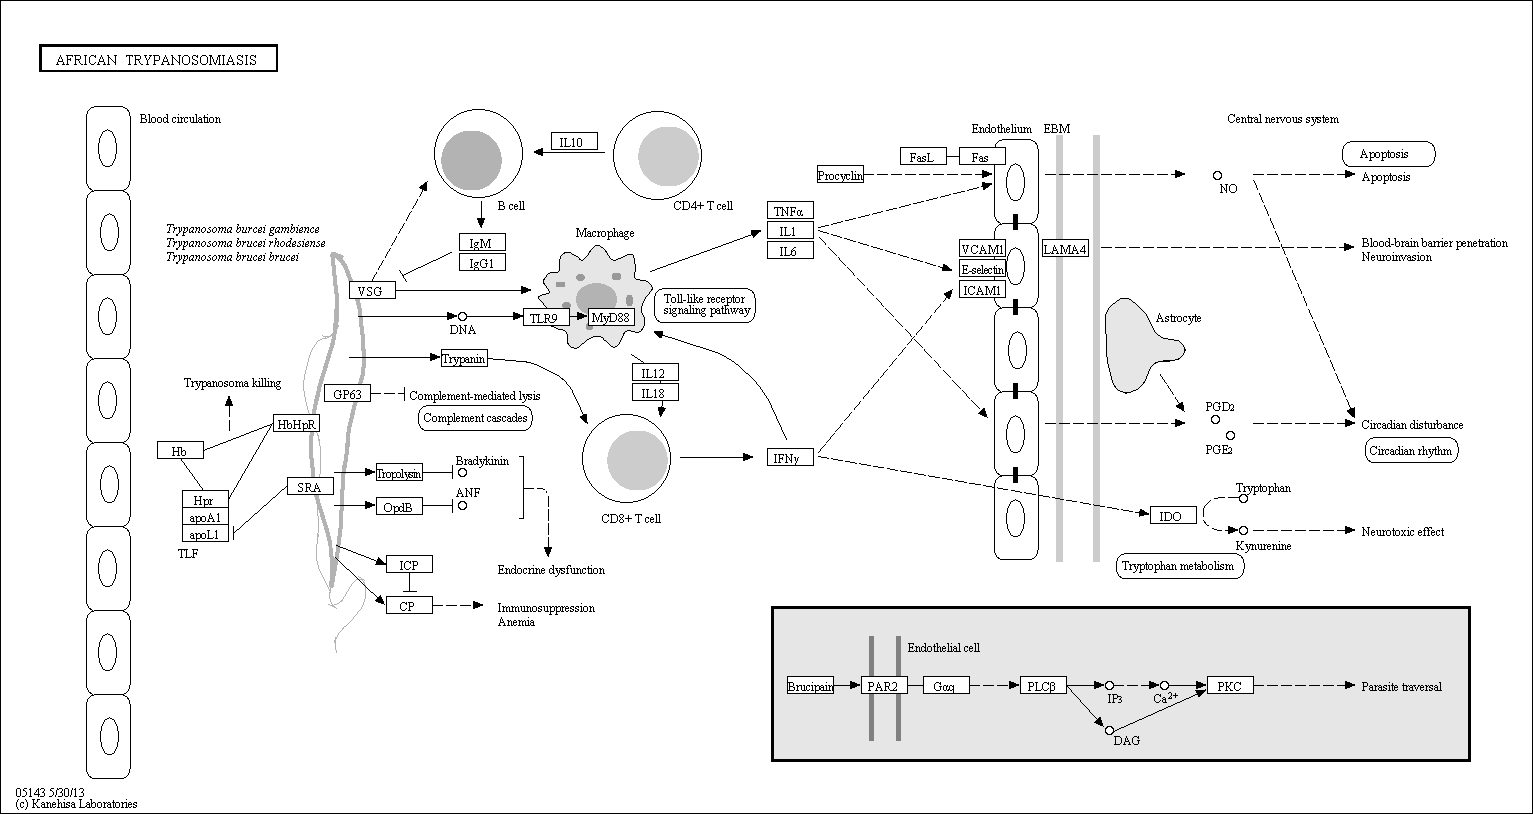 AFRICAN TRYPANOSOMIASIS
Blood circulation
Trypanosoma burcei gambience
Trypanosoma brucei rhodesiense
Trypanosoma brucei brucei
B cell
IL10
CD4+ T cell
IgM
IgG1
VSG
Macrophage
DNA
TLR9
MyD88
Toll-like receptor
signaling pathway
Trypanin
GP63
Complement-mediated lysis
Complement cascades
IL12
IL18
CD8+ T cell
Trypanosoma killing
HbHpR
Hb
Hpr
apoA1
apoL1
TLF
SRA
Tropolysin
Bradykinin
OpdB
ANF
Endocrine dysfunction
ICP
CP
Immunosuppression
Anemia
TNFα
IL1
IL6
IFNγ
Procyclin
FasL
Fas
Endothelium
EBM
VCAM1
E-selectin
ICAM1
LAMA4
Central nervous system
NO
Apoptosis
Apoptosis
Blood-brain barrier penetration
Neuroinvasion
Astrocyte
PGD2
PGE2
Circadian disturbance
Circadian rhythm
IDO
Tryptophan
Kynurenine
Neurotoxic effect
Tryptophan metabolism
Endothelial cell
Brucipain
PAR2
Gαq
PLCβ
IP3
Ca2+
DAG
PKC
Parasite traversal
05143 5/30/13
(c) Kanehisa Laboratories